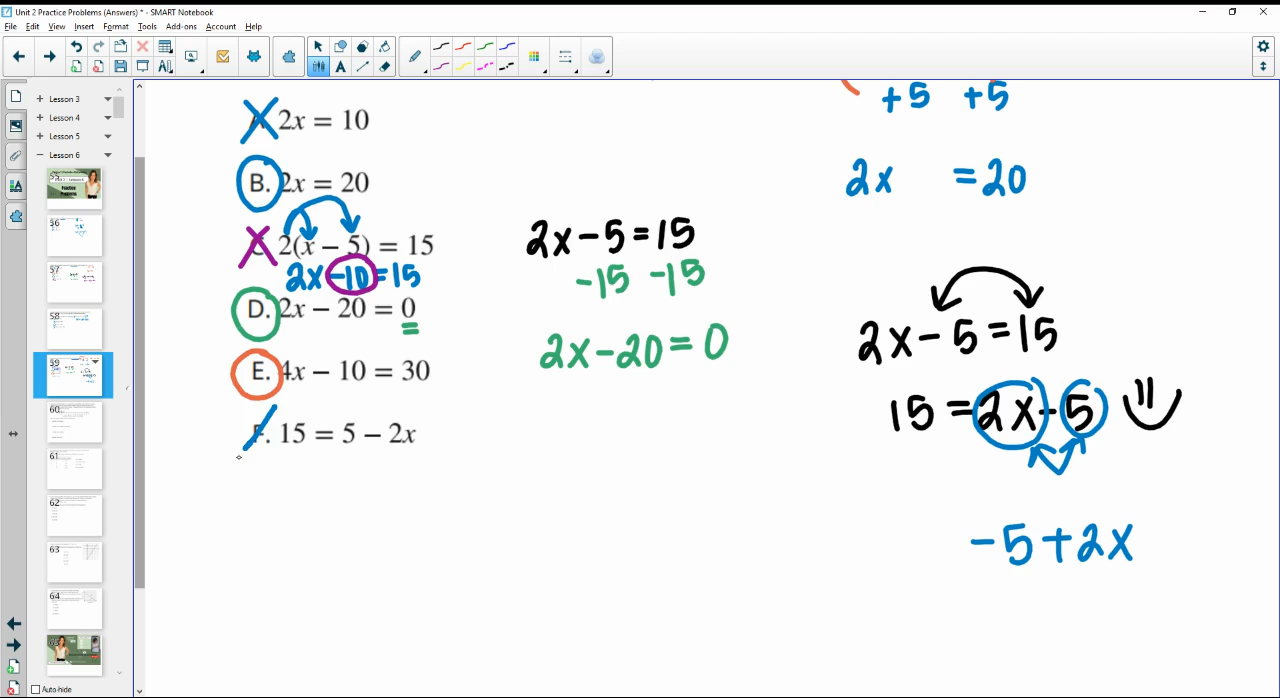 Unit 2 Practice Problems (Answers) * - SMART Notebook
File Edit View Insert Format Tools Add-ons Account Help
Lesson 3
Lesson 4
Lesson 5
Lesson 6
55
Practice
Problems
56
57
58
59
60
61
62
63
64
Auto-hide
2x = 10
B. 2x = 20
C. 2(x − 5) = 15
2x -10 = 15
D. 2x − 20 = 0
E. 4x − 10 = 30
F. 15 = 5 − 2x
2x - 5 = 15
-15 -15
2x - 20 = 0
+5 +5
2x = 20
2x - 5 = 15
15 = 2x - 5
-5 + 2x